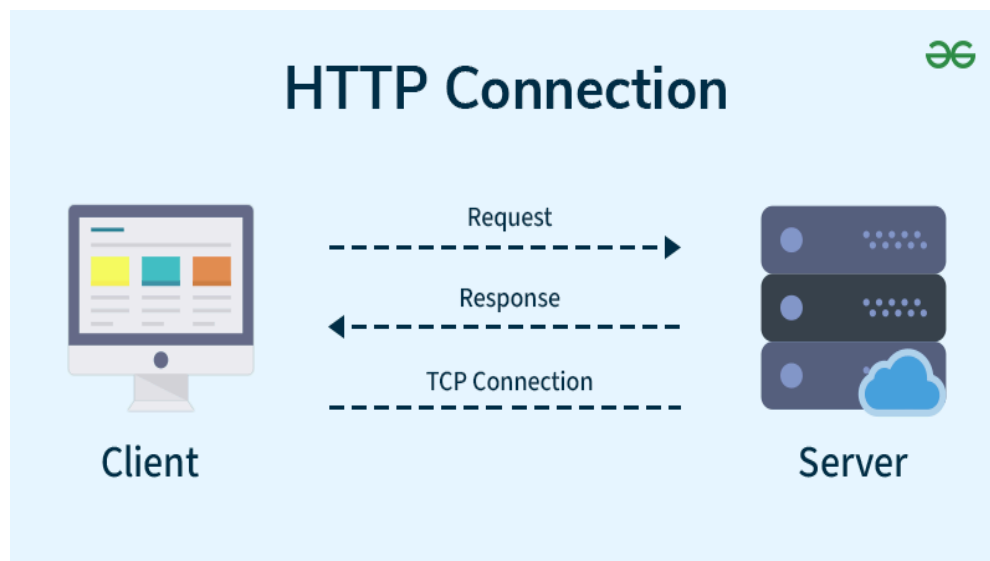 HTTP Connection
Request
Response
TCP Connection
Client
Server